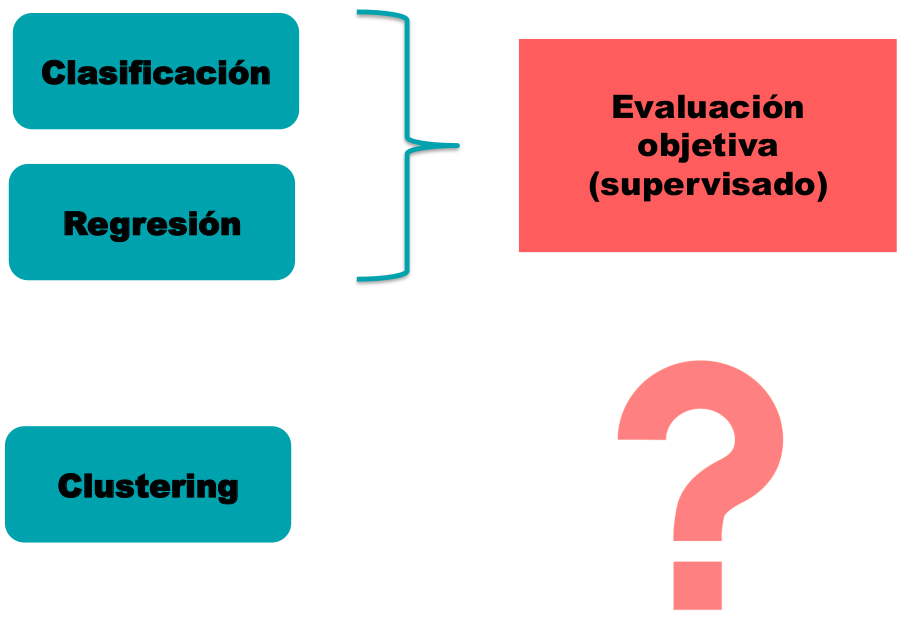 Clasificación
Regresión
Evaluación
objetiva
(supervisado)
Clustering
?